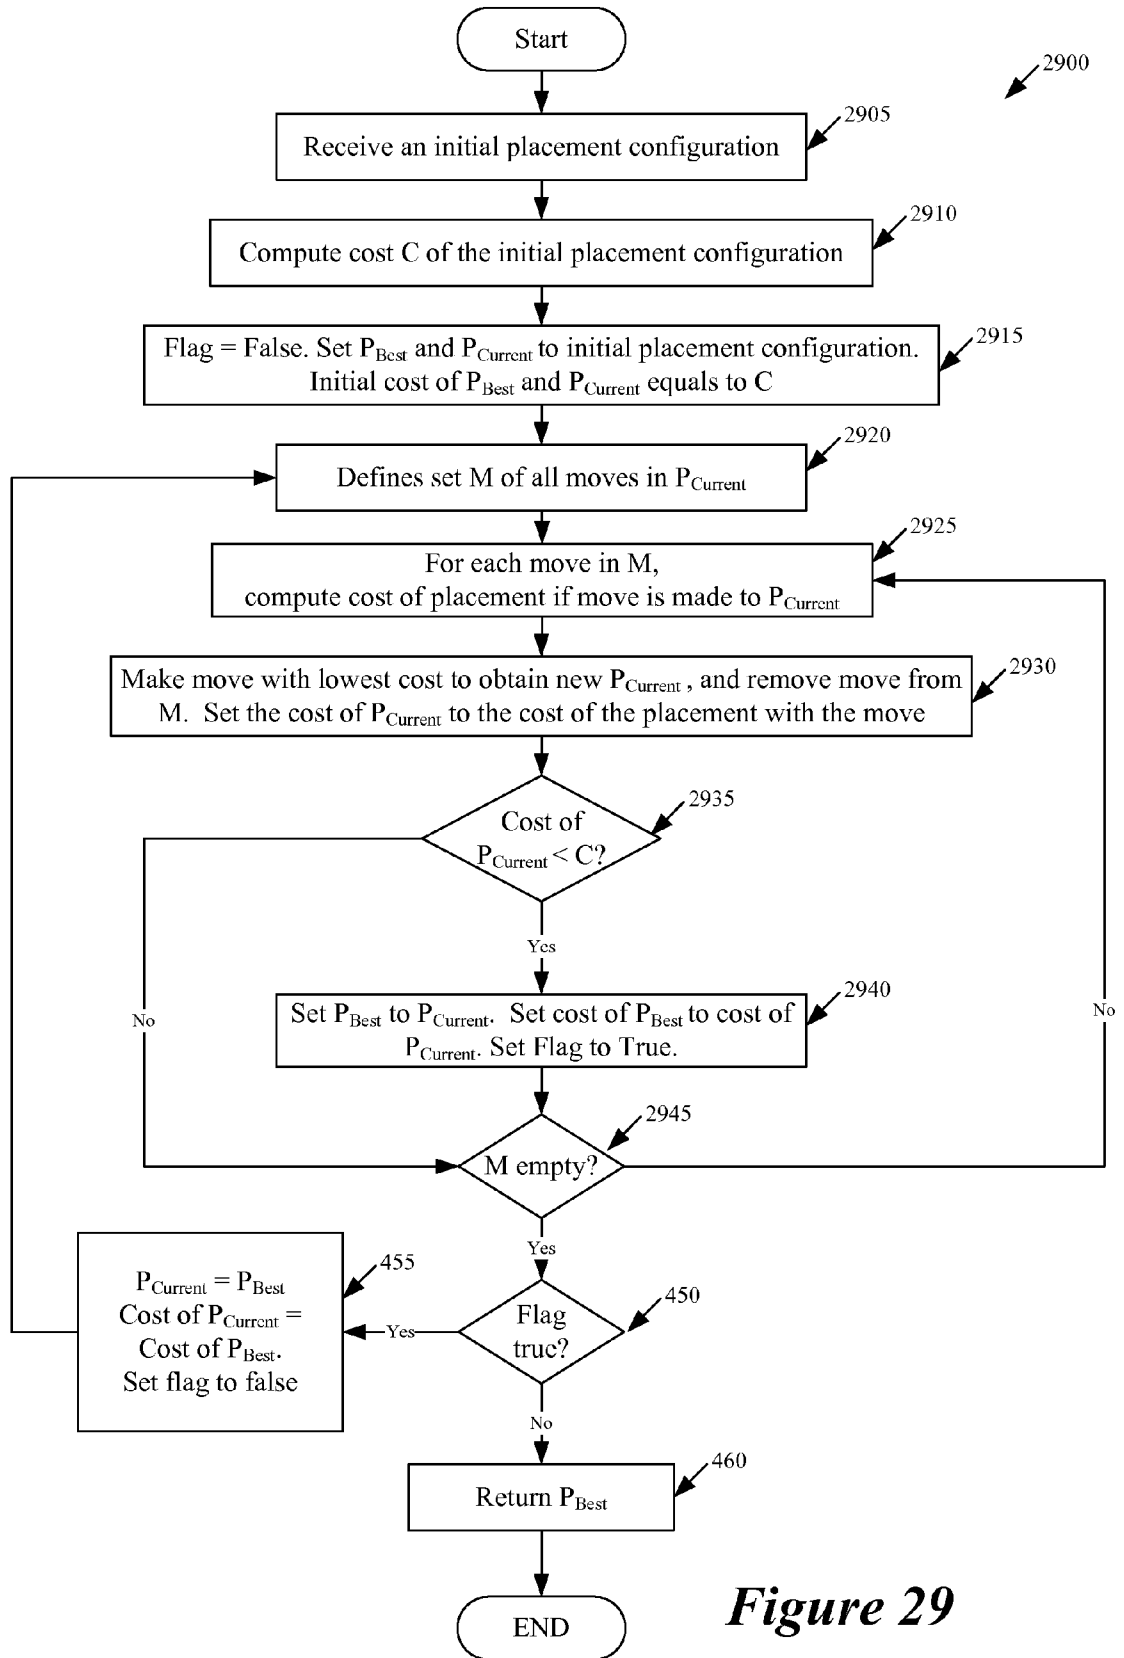 Start
2900
2905
Receive an initial placement configuration
2910
Compute cost C of the initial placement configuration
2915
Flag = False. Set PBest and PCurrent to initial placement configuration.
Initial cost of PBest and PCurrent equals to C
2920
Defines set M of all moves in PCurrent
2925
For each move in M,
compute cost of placement if move is made to PCurrent
2930
Make move with lowest cost to obtain new PCurrent , and remove move from
M. Set the cost of PCurrent to the cost of the placement with the move
2935
Cost of
PCurrent < C?
Yes
No
2940
Set PBest to PCurrent. Set cost of PBest to cost of
PCurrent. Set Flag to True.
No
2945
M empty?
Yes
455
PCurrent = PBest
Cost of PCurrent =
Cost of PBest.
Set flag to false
450
Flag
true?
Yes
No
460
Return PBest
END
Figure 29